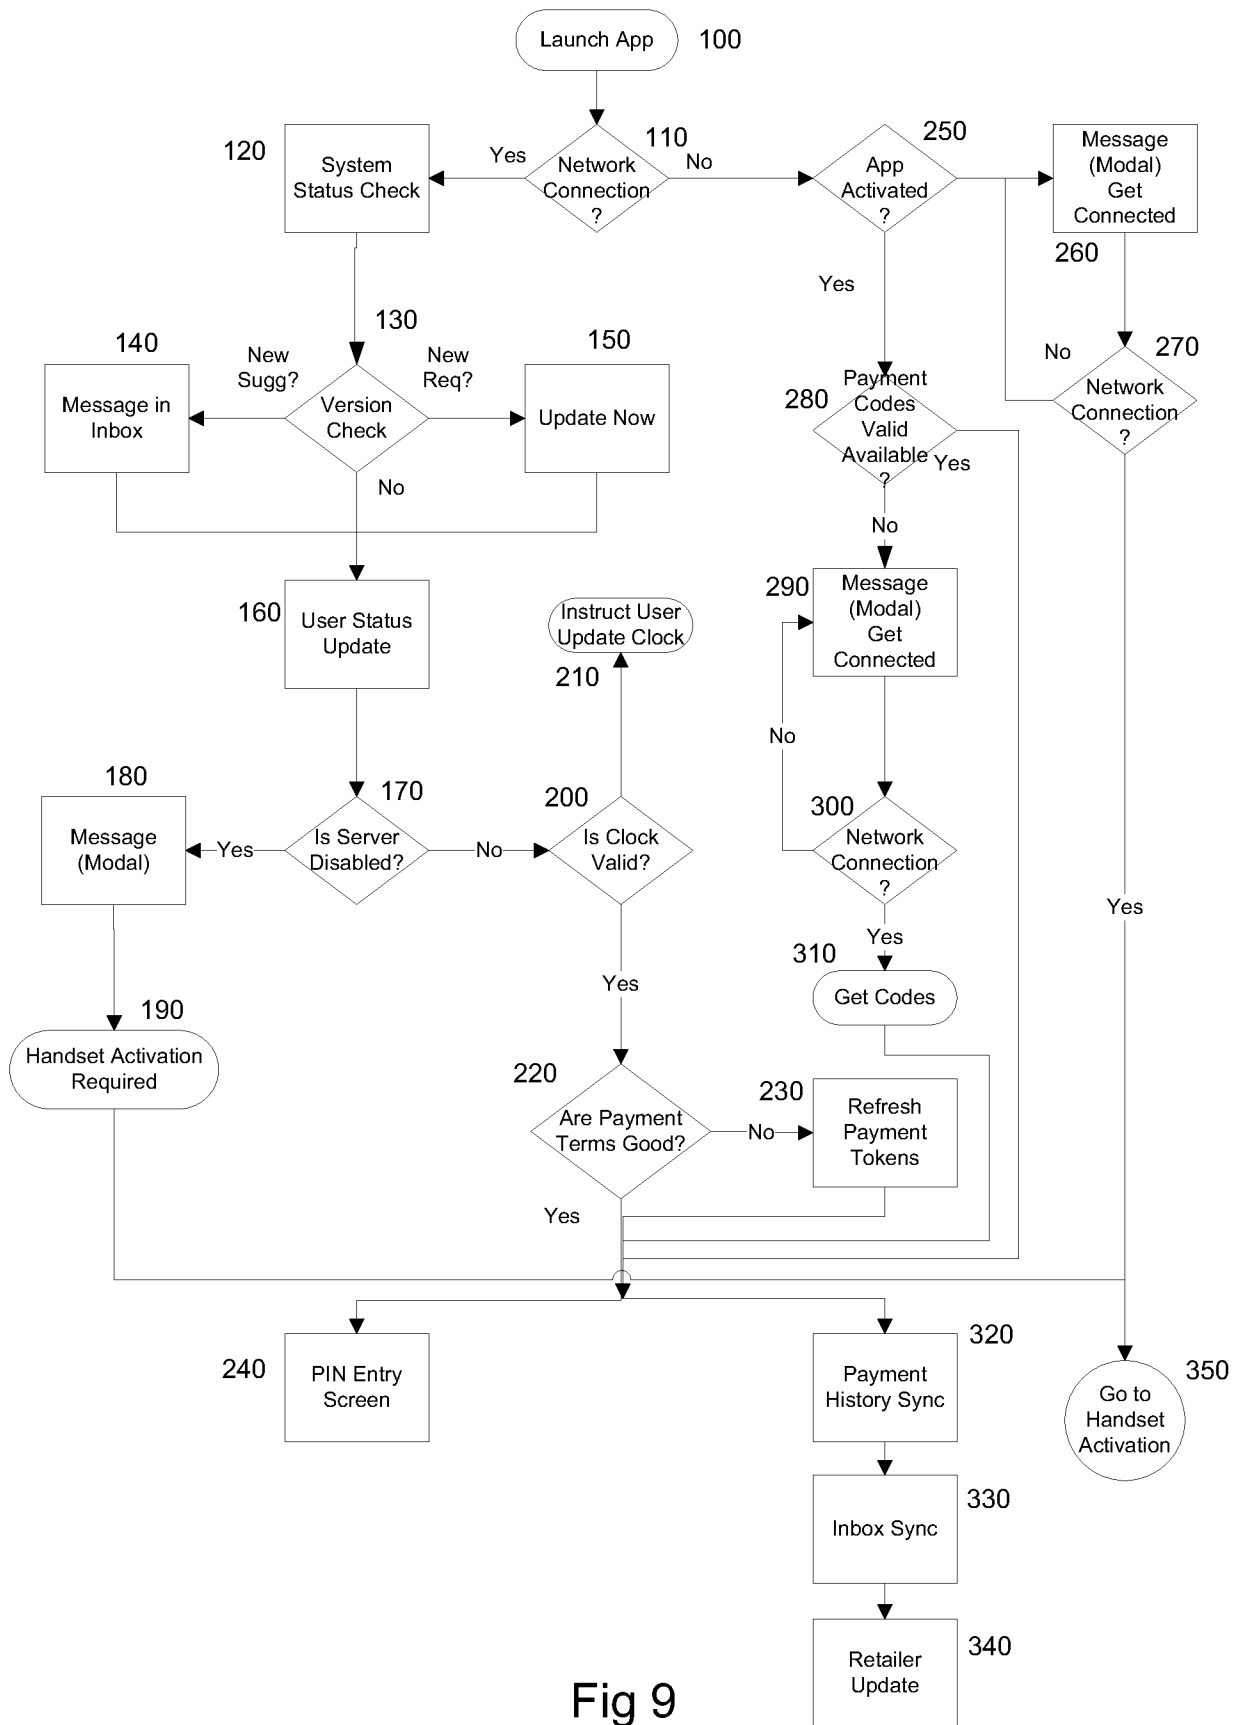 Launch App
100
110
120
System
Status Check
Yes
Network
Connection
?
No
250
App
Activated
?
Message
(Modal)
Get
Connected
260
Yes
130
140
New
Sugg?
New
Req?
150
Message in
Inbox
Version
Check
Update Now
No
280
Payment
Codes
Valid
Available
?
Yes
No
270
Network
Connection
?
No
160
User Status
Update
Instruct User
Update Clock
210
290
Message
(Modal)
Get
Connected
No
180
Message
(Modal)
Yes
170
Is Server
Disabled?
No
200
Is Clock
Valid?
300
Network
Connection
?
Yes
Yes
310
Get Codes
Yes
190
Handset Activation
Required
220
Are Payment
Terms Good?
No
230
Refresh
Payment
Tokens
Yes
240
PIN Entry
Screen
320
Payment
History Sync
350
Go to
Handset
Activation
330
Inbox Sync
340
Retailer
Update
Fig 9